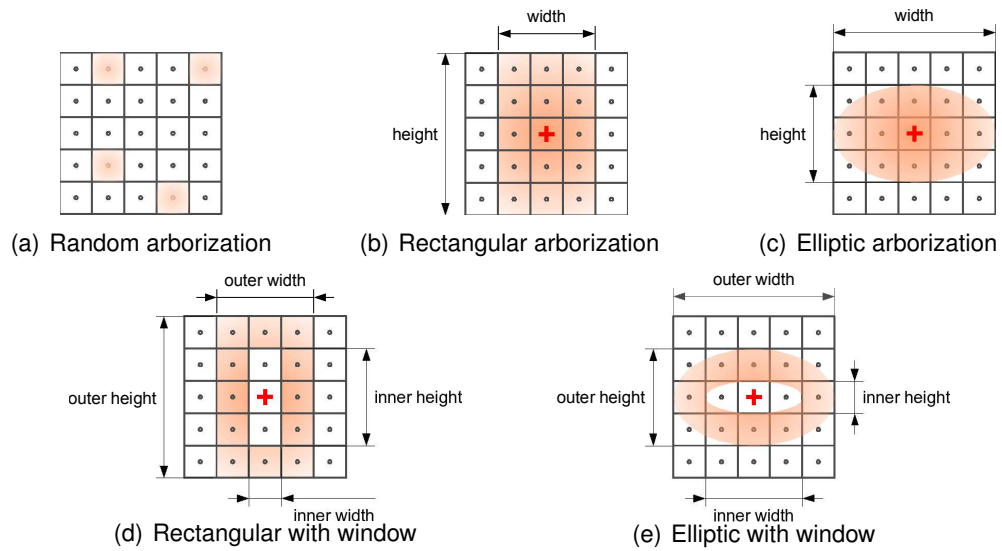 width
width
height
height
(a) Random arborization
(b) Rectangular arborization
(c) Elliptic arborization
outer width
outer width
outer height
inner height
outer height
inner height
inner width
inner width
(d) Rectangular with window
(e) Elliptic with window